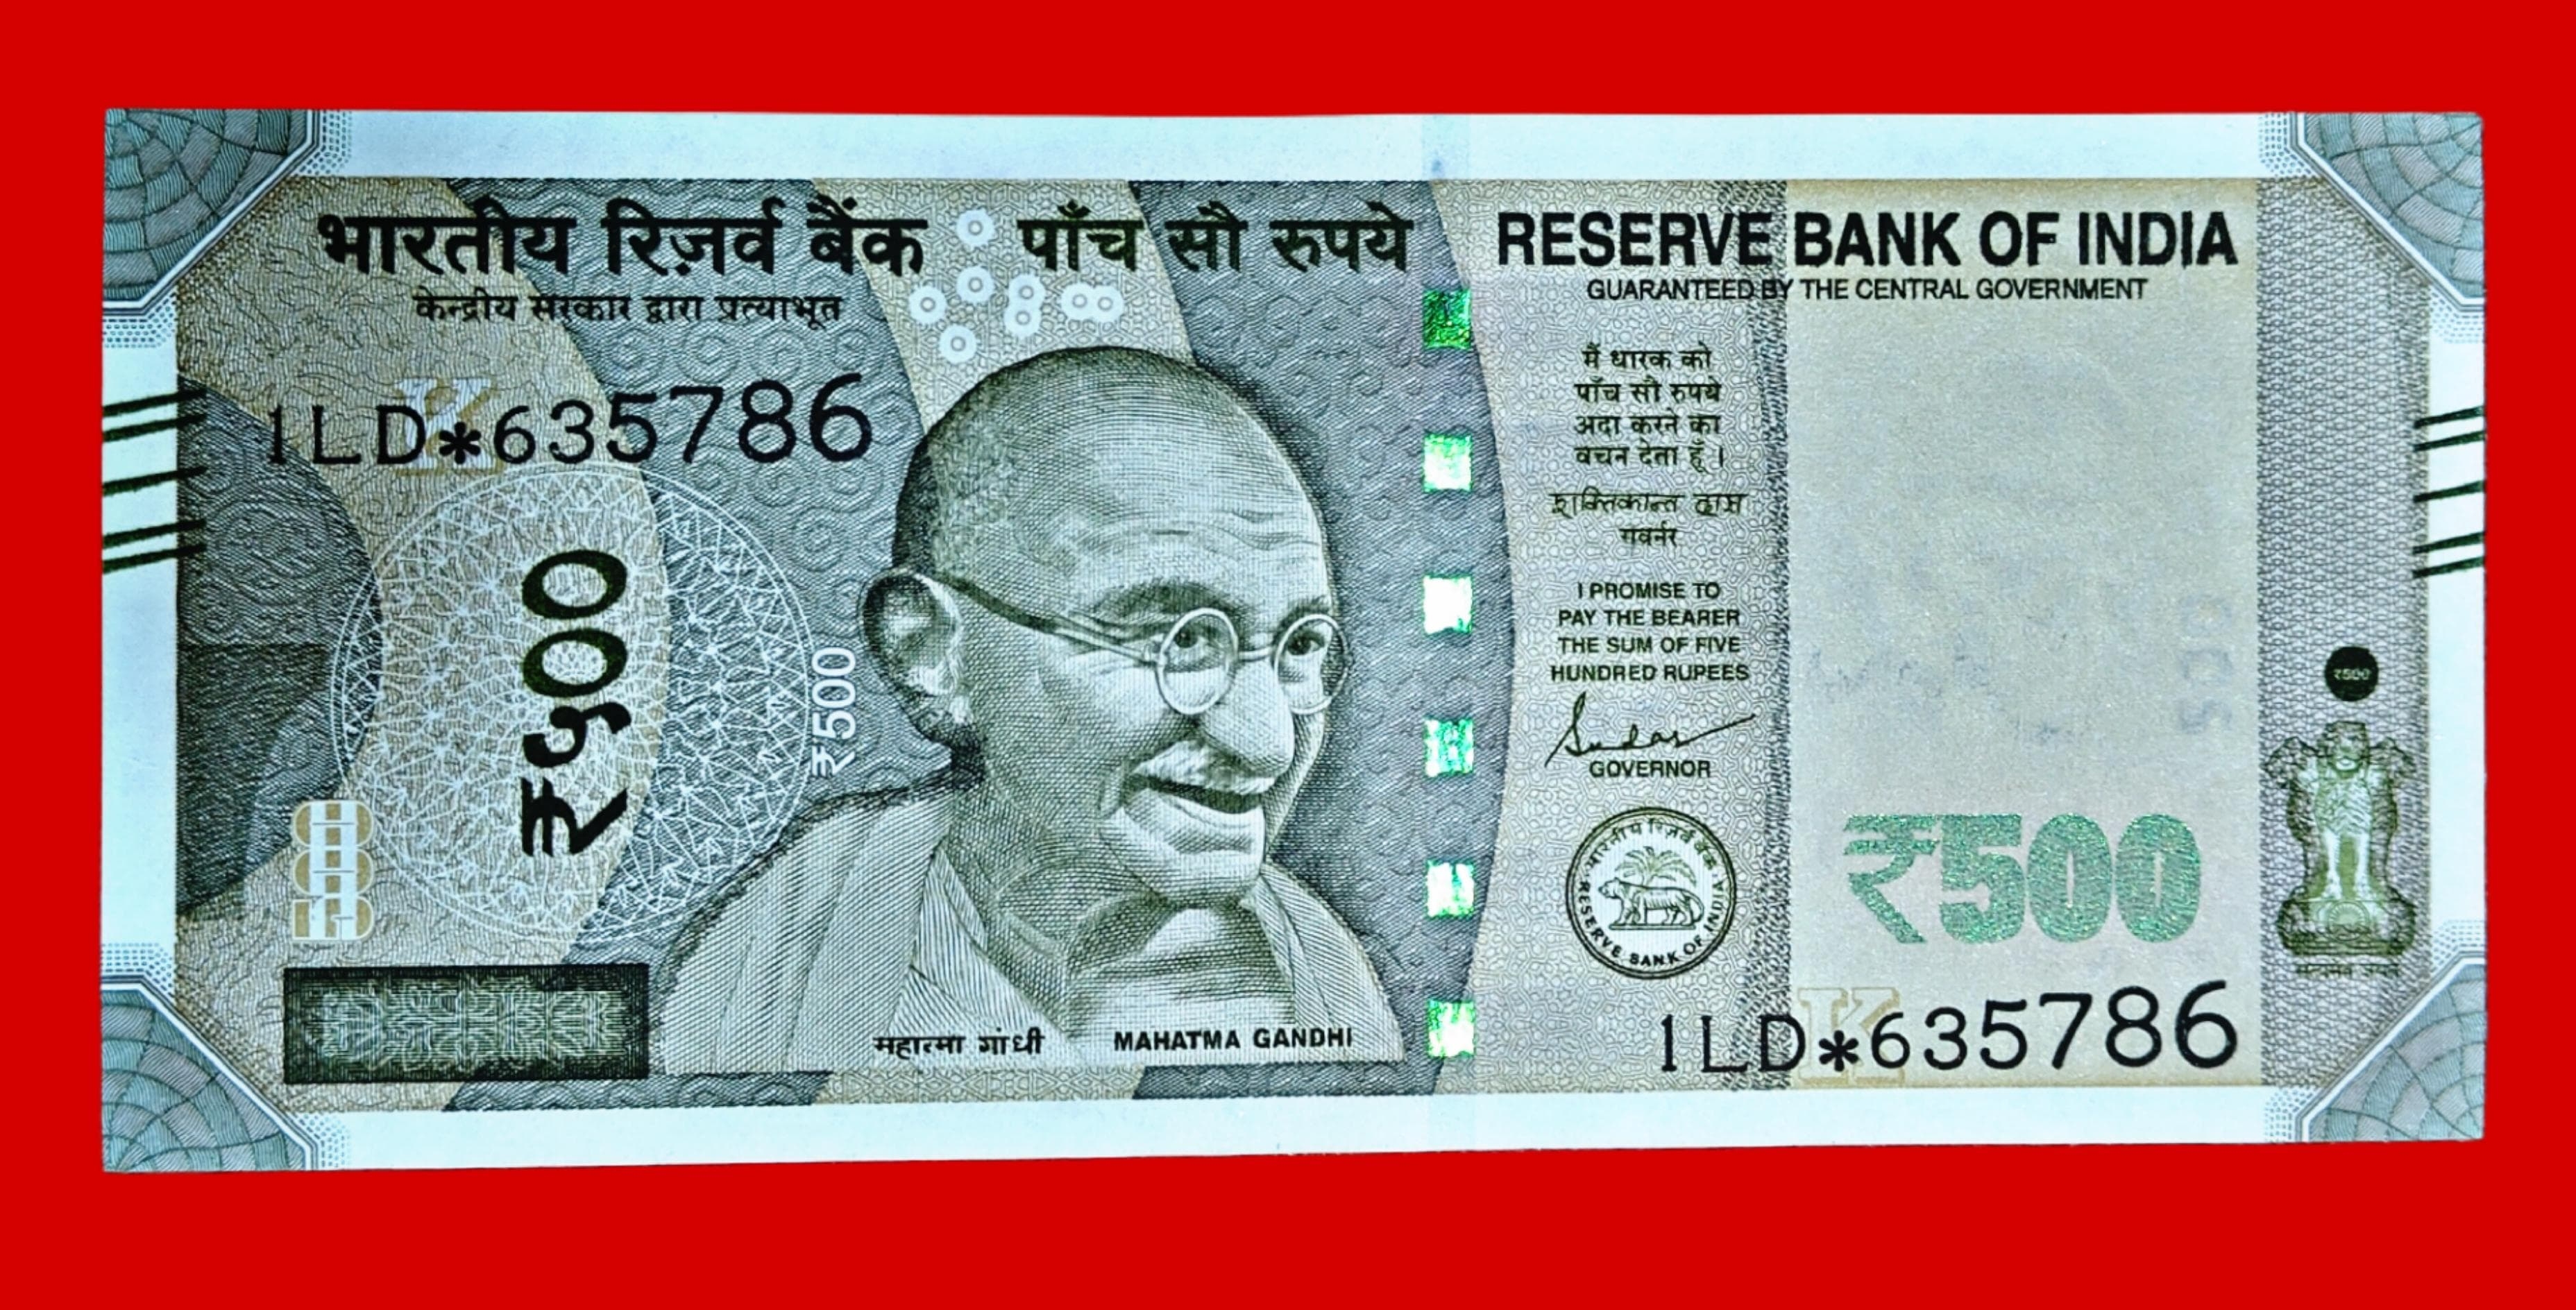 भारतीय रिज़र्व बैंक पाँच सौ रुपये
केन्द्रीय सरकार द्वारा प्रत्याभूत
RESERVE BANK OF INDIA
GUARANTEED BY THE CENTRAL GOVERNMENT
K
1LD*635786
₹५००
₹500
500
मैं धारक को
पाँच सौ रुपये
अदा करने का
वचन देता हूँ ।
शक्तिकान्त दास
गवर्नर
I PROMISE TO
PAY THE BEARER
THE SUM OF FIVE
HUNDRED RUPEES
GOVERNOR
भारतीय रिज़र्व बैंक
RESERVE BANK OF INDIA
₹500
₹500
सत्यमेव जयते
K
1LD*635786
महात्मा गांधी MAHATMA GANDHI